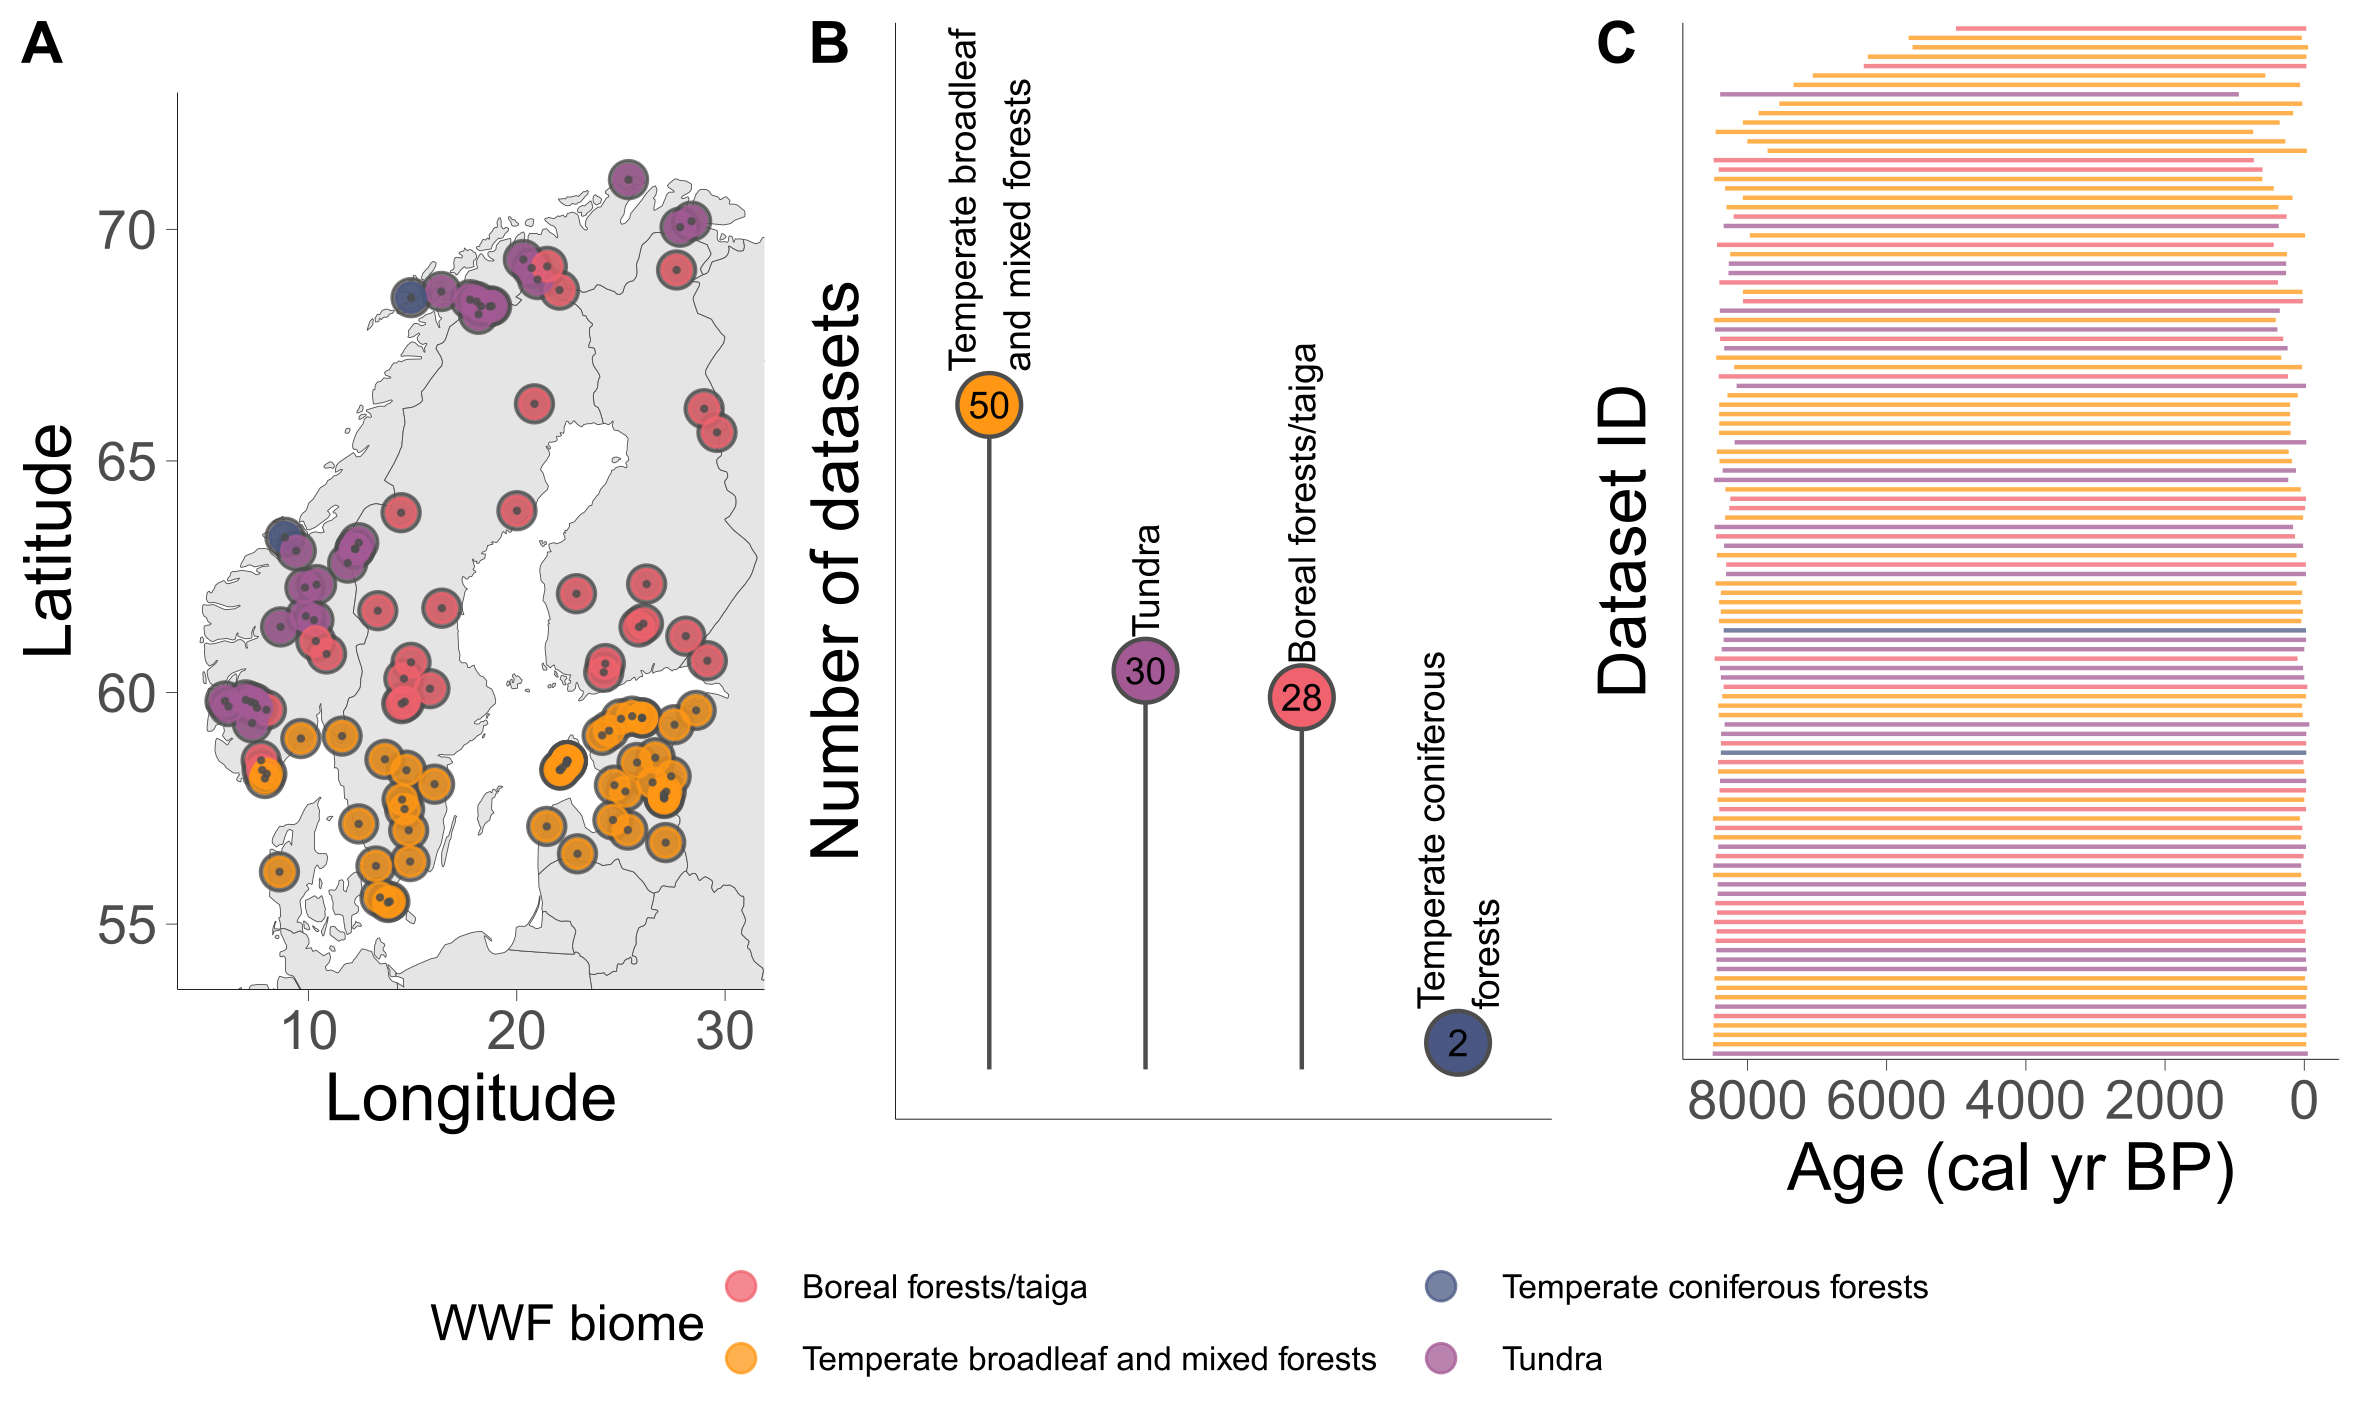 A
B
C
Latitude
70
65
60
55
10
20
30
Longitude
Number of datasets
Temperate broadleaf
and mixed forests
50
Tundra
30
Boreal forests/taiga
28
Temperate coniferous
forests
2
Dataset ID
8000
6000
4000
2000
0
Age (cal yr BP)
WWF biome
Boreal forests/taiga
Temperate broadleaf and mixed forests
Temperate coniferous forests
Tundra